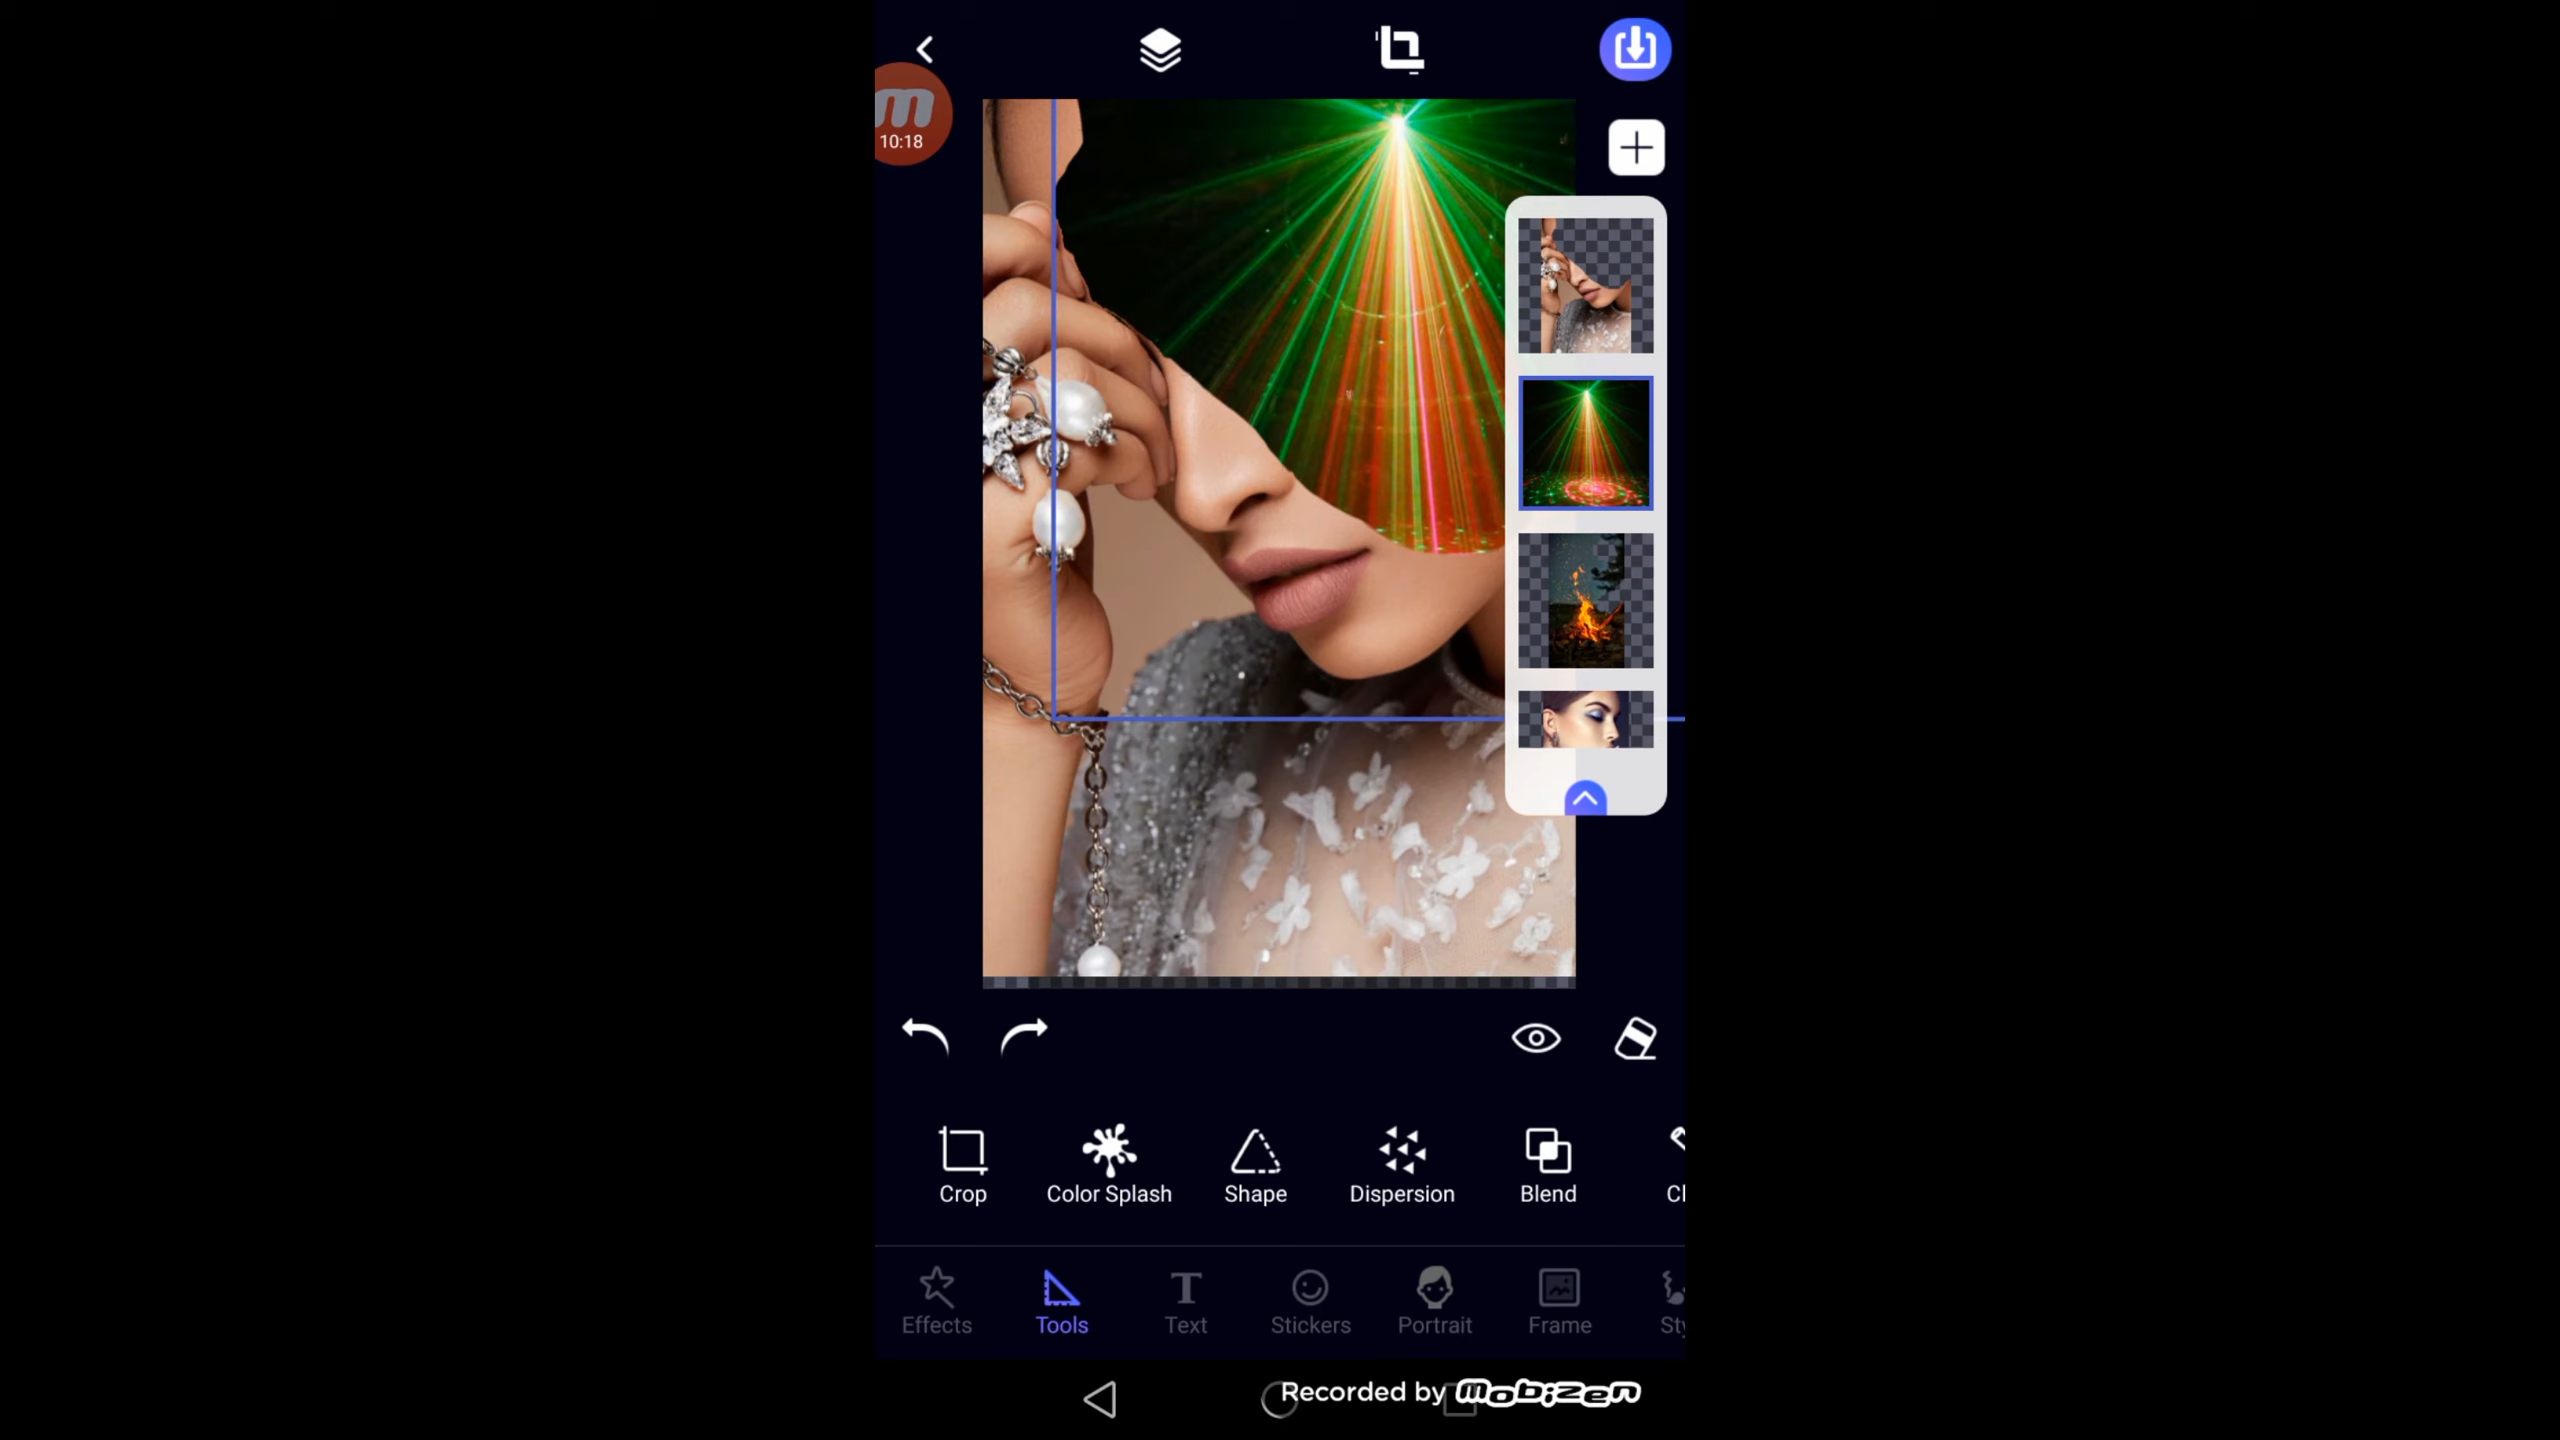 m
10:18
Crop
Color Splash
Shape
Dispersion
Blend
Effects
Tools
Text
Stickers
Portrait
Frame
Recorded by Mobizen